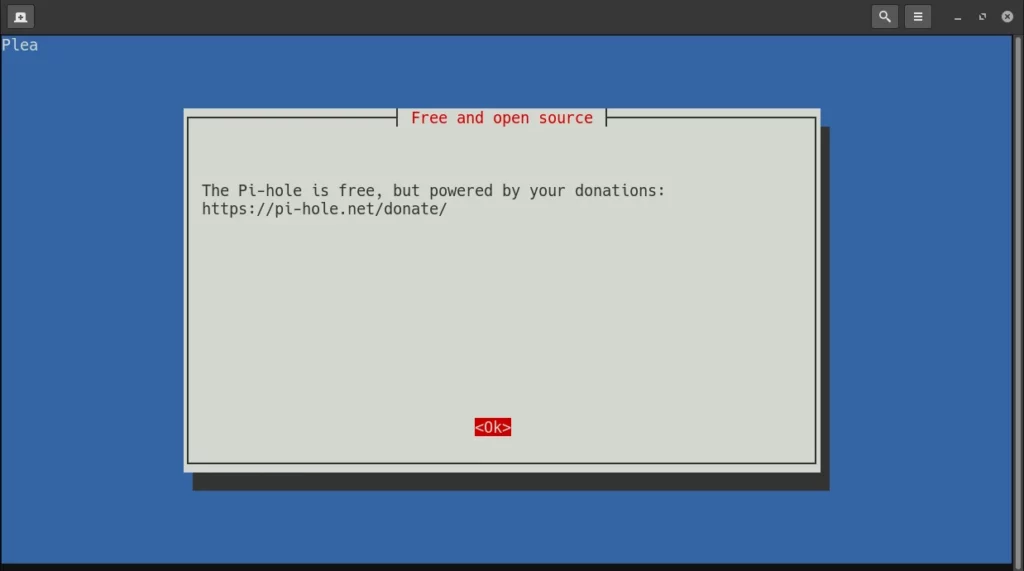 Plea
Free and open source
The Pi-hole is free, but powered by your donations:
https://pi-hole.net/donate/
<Ok>